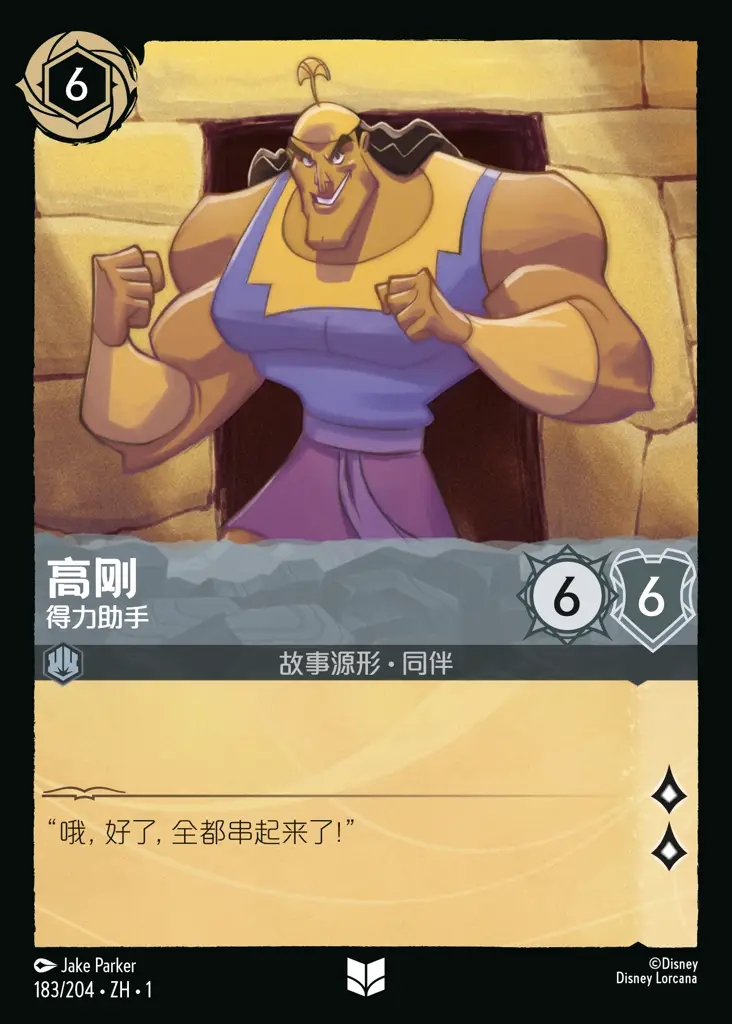 6
高刚
得力助手
6 6
故事源形 • 同伴
“哦, 好了, 全都串起来了!”
Jake Parker
183/204 • ZH • 1
©Disney
Disney Lorcana